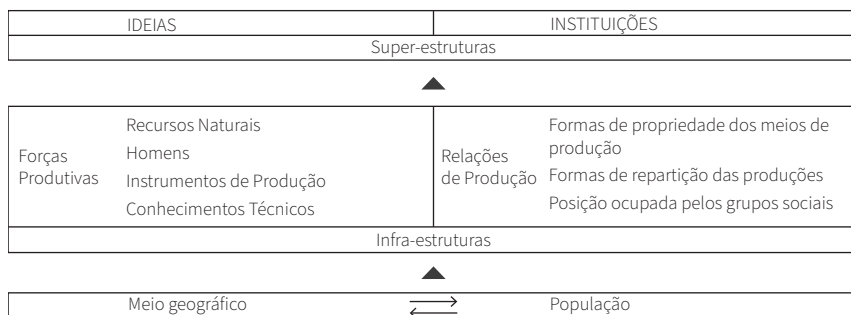 IDEIAS INSTITUIÇÕES
Super-estruturas
Forças
Produtivas
Recursos Naturais
Homens
Instrumentos de Produção
Conhecimentos Técnicos
Relações
de Produção
Formas de propriedade dos meios de
produção
Formas de repartição das produções
Posição ocupada pelos grupos sociais
Infra-estruturas
Meio geográfico População